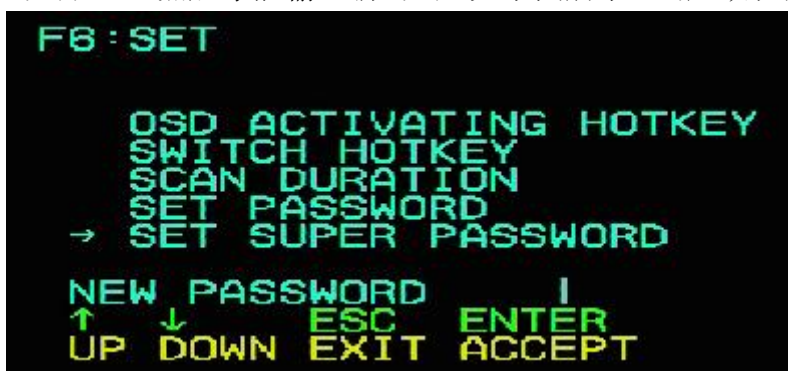 F6:SET
OSD ACTIVATING HOTKEY
SWITCH HOTKEY
SCAN DURATION
SET PASSWORD
→ SET SUPER PASSWORD
NEW PASSWORD
↑ ↓ ESC ENTER
UP DOWN EXIT ACCEPT